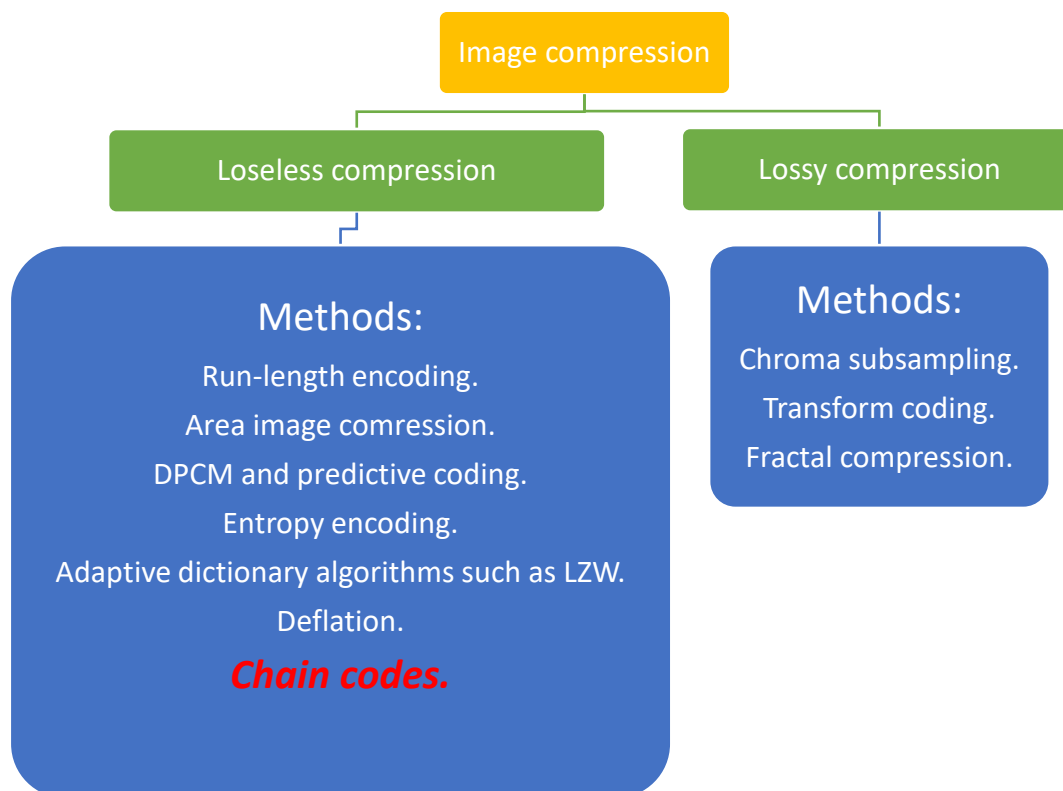 Image compression
Loseless compression
Lossy compression
Methods:
Run-length encoding.
Area image comression.
DPCM and predictive coding.
Entropy encoding.
Adaptive dictionary algorithms such as LZW.
Deflation.
Chain codes.
Methods:
Chroma subsampling.
Transform coding.
Fractal compression.